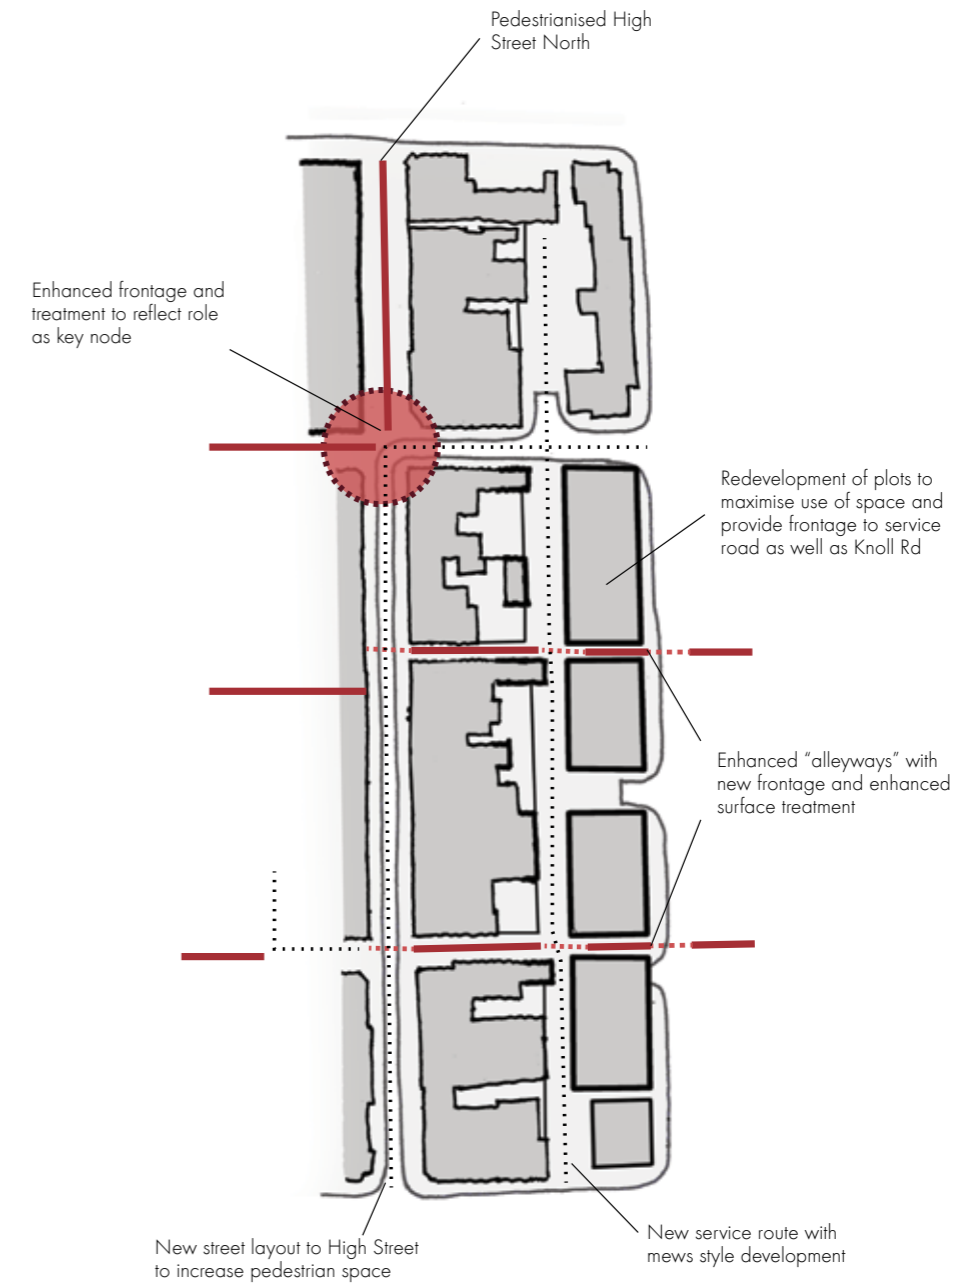 Pedestrianised High
Street North
Enhanced frontage and
treatment to reflect role
as key node
Redevelopment of plots to
maximise use of space and
provide frontage to service
road as well as Knoll Rd
Enhanced “alleyways” with
new frontage and enhanced
surface treatment
New street layout to High Street
to increase pedestrian space
New service route with
mews style development